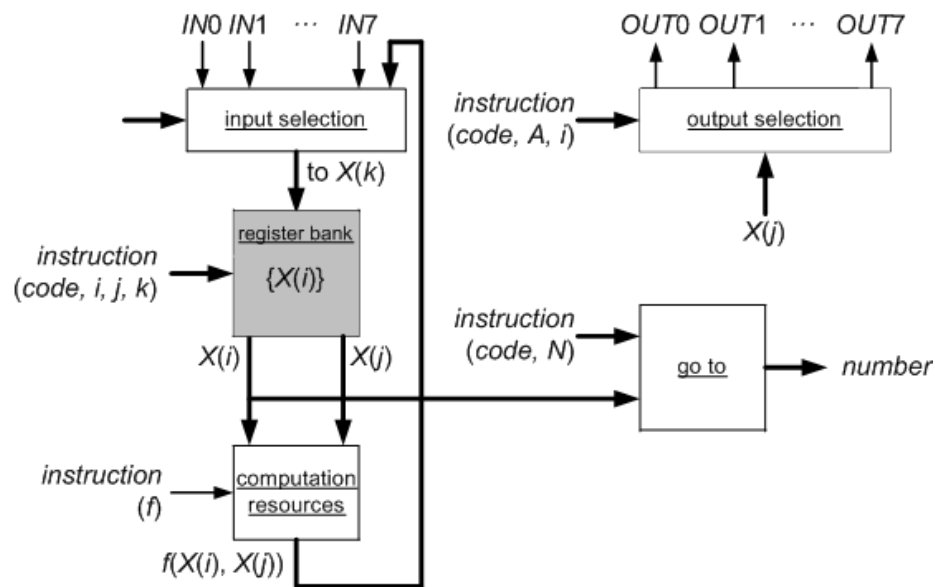 IN0 IN1 ··· IN7
input selection
to X(k)
instruction
(code, i, j, k)
register bank
{X(i)}
X(i)
X(j)
instruction
(f)
computation
resources
f(X(i), X(j))
OUT0 OUT1 ··· OUT7
instruction
(code, A, i)
output selection
X(j)
instruction
(code, N)
go to
number